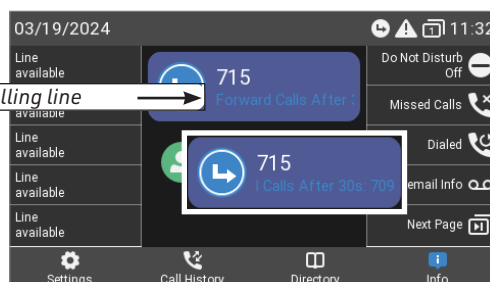 03/19/2024
11:32
Line
available
Line
available
Line
available
Line
available
Line
available
lling line
715
Forward Calls After
715
l Calls After 30s: 709
Do Not Disturb
Off
Missed Calls
Dialed
email Info
Next Page
Settings
Call History
Directory
Info